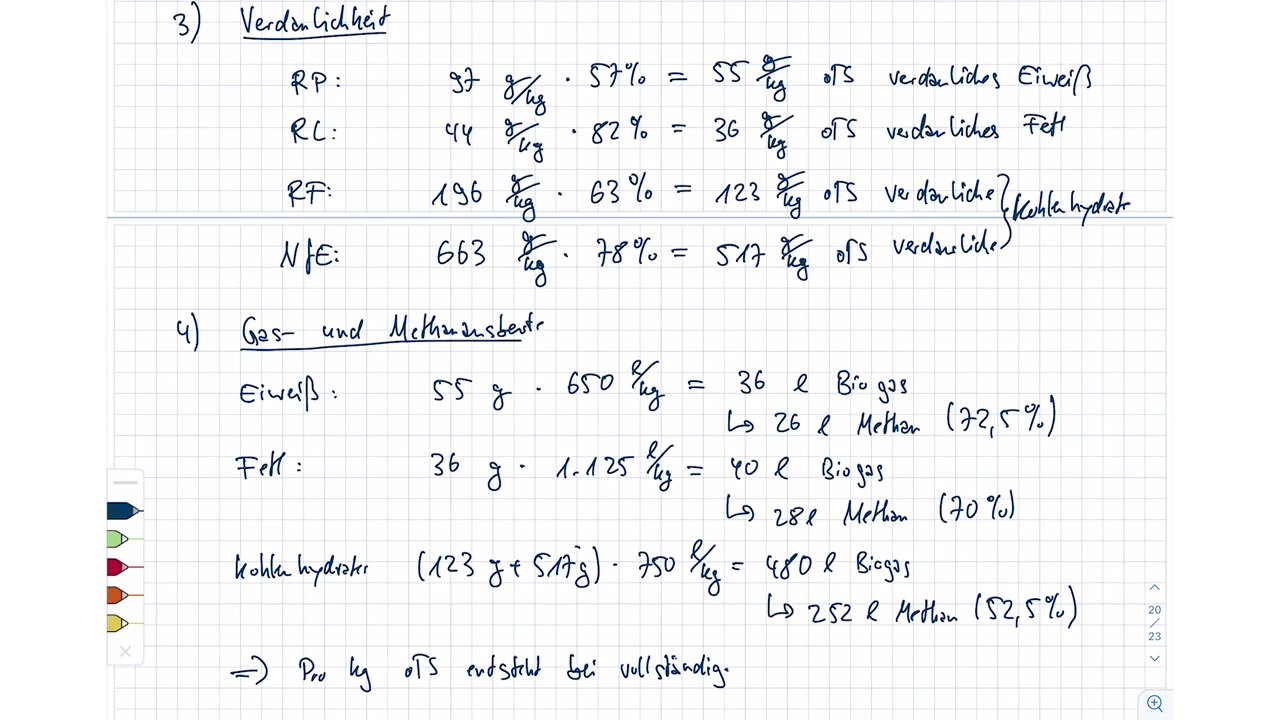 3) Verdaulichkeit
RP: 97 g/kg · 57% = 55 g/kg oTS verdauliches Eiweiß
RL: 44 g/kg · 82% = 36 g/kg oTS verdauliches Fett
RF: 196 g/kg · 63% = 123 g/kg oTS verdauliche } Kohlenhydrate
NfE: 663 g/kg · 78% = 517 g/kg oTS verdauliche
4) Gas- und Methanausbeute
Eiweiß: 55 g · 650 l/kg = 36 l Biogas
↳ 26 l Methan (72,5%)
Fett: 36 g · 1.125 l/kg = 40 l Biogas
↳ 28 l Methan (70%)
Kohlenhydrate (123 g + 517 g) · 750 l/kg = 480 l Biogas
↳ 252 l Methan (52,5%)
=> Pro kg oTS entsteht bei vollständig.
20
/
23